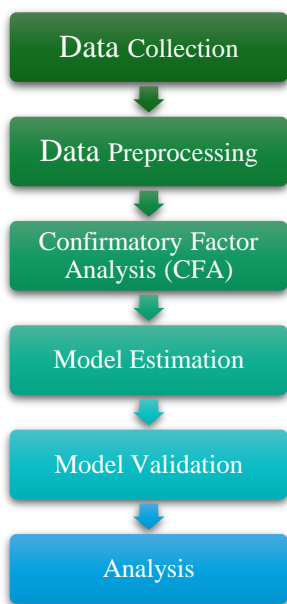 Data Collection
Data Preprocessing
Confirmatory Factor
Analysis (CFA)
Model Estimation
Model Validation
Analysis